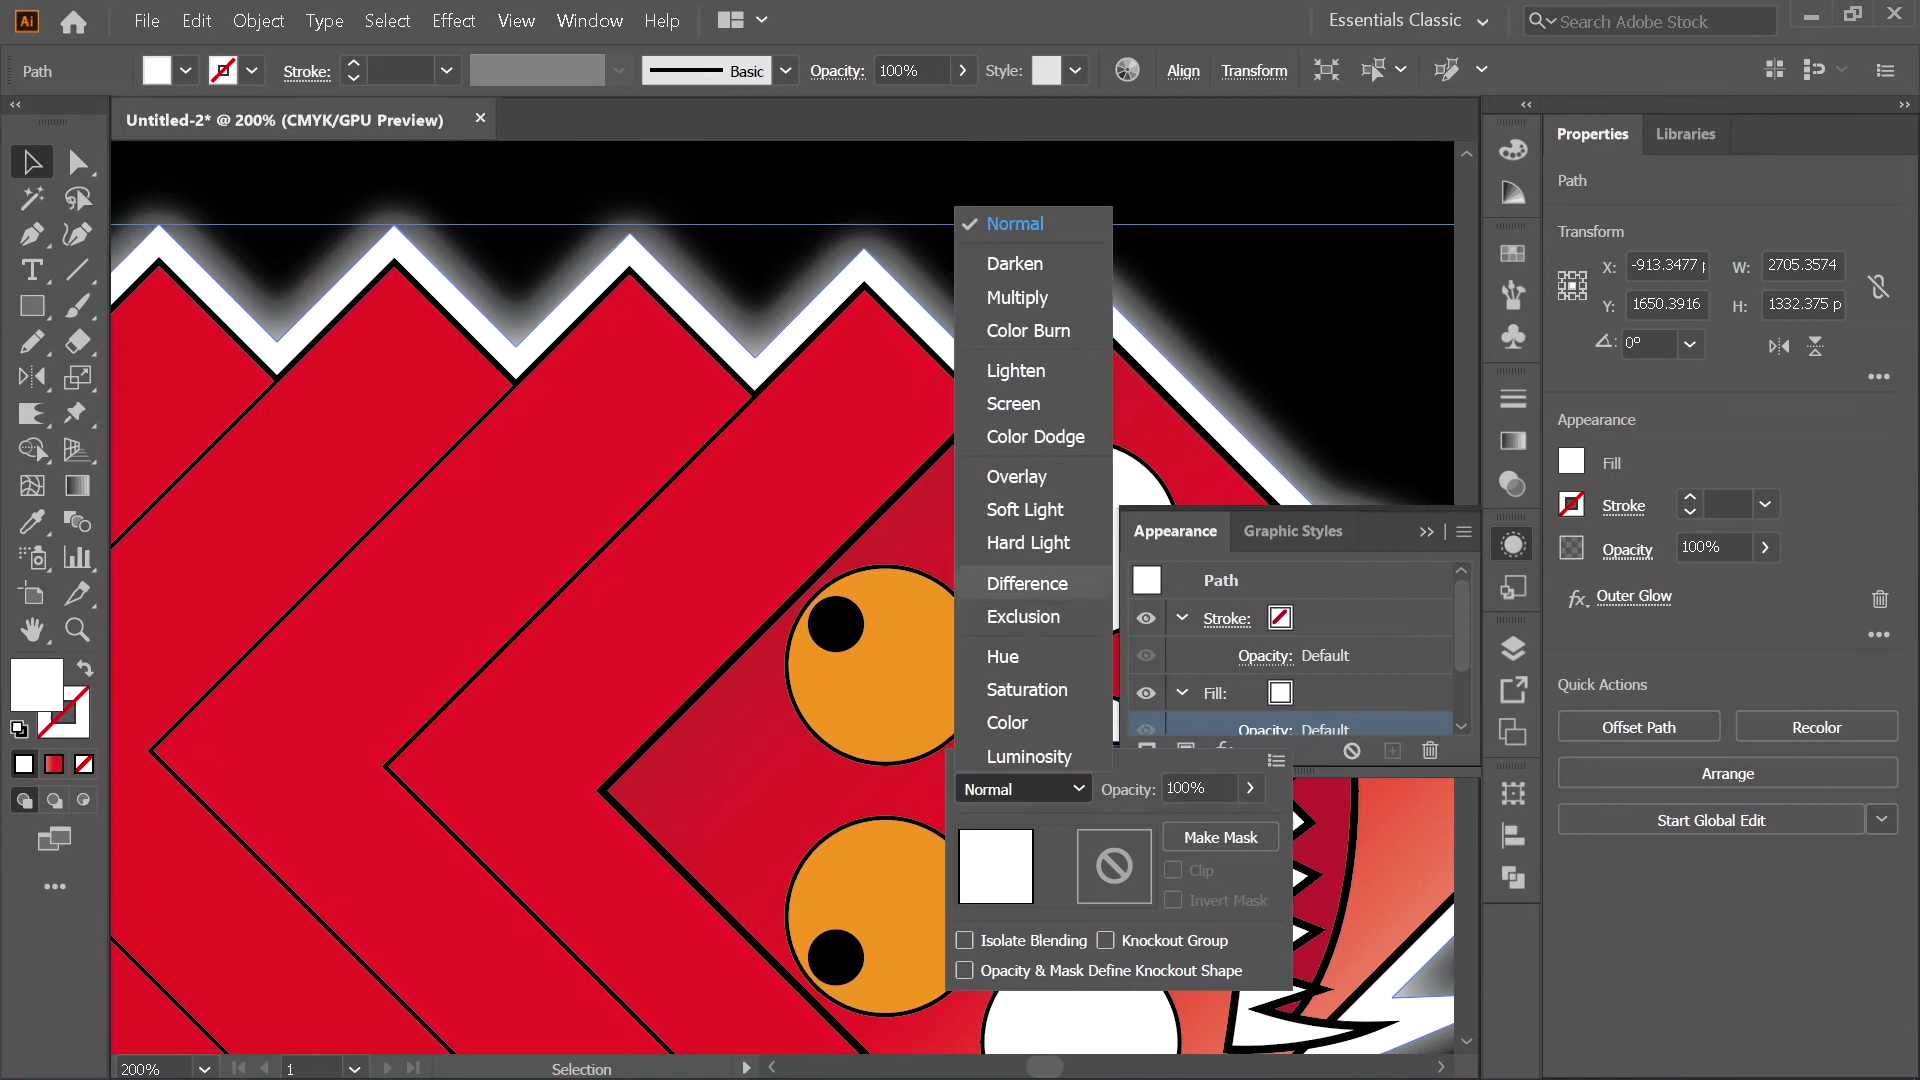 Ai File Edit Object Type Select Effect View Window Help Essentials Classic Search Adobe Stock
Path Stroke: Basic Opacity: 100% Style: Align Transform
Untitled-2* @ 200% (CMYK/GPU Preview)
Properties Libraries
Path
Transform
X: -913.3477 W: 2705.3574
Y: 1650.3916 H: 1332.375 p
0°
Appearance
Fill
Stroke
Opacity 100%
fx. Outer Glow
Quick Actions
Offset Path Recolor
Arrange
Start Global Edit
Normal
Darken
Multiply
Color Burn
Lighten
Screen
Color Dodge
Overlay
Soft Light
Hard Light
Difference
Exclusion
Hue
Saturation
Color
Luminosity
Appearance Graphic Styles
Path
Stroke:
Opacity: Default
Fill:
Opacity: Default
Normal Opacity: 100%
Make Mask
Clip
Invert Mask
Isolate Blending Knockout Group
Opacity & Mask Define Knockout Shape
200% 1 Selection